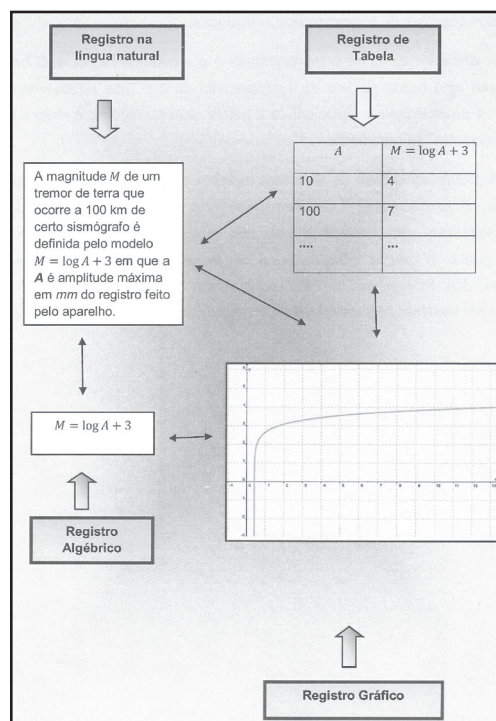 Registro na
língua natural
Registro de
Tabela
A magnitude M de um
tremor de terra que
ocorre a 100 km de
certo sismógrafo é
definida pelo modelo
M = log A + 3 em que a
A é amplitude máxima
em mm do registro feito
pelo aparelho.
A M = log A + 3
10 4
100 7
.... ...
M = log A + 3
Registro
Algébrico
Registro Gráfico